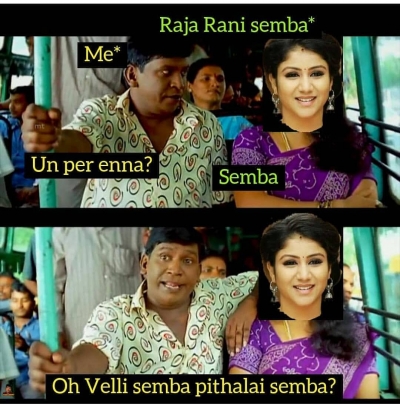 Raja Rani semba*
Me*
Un per enna?
Semba
Oh Velli semba pithalai semba?